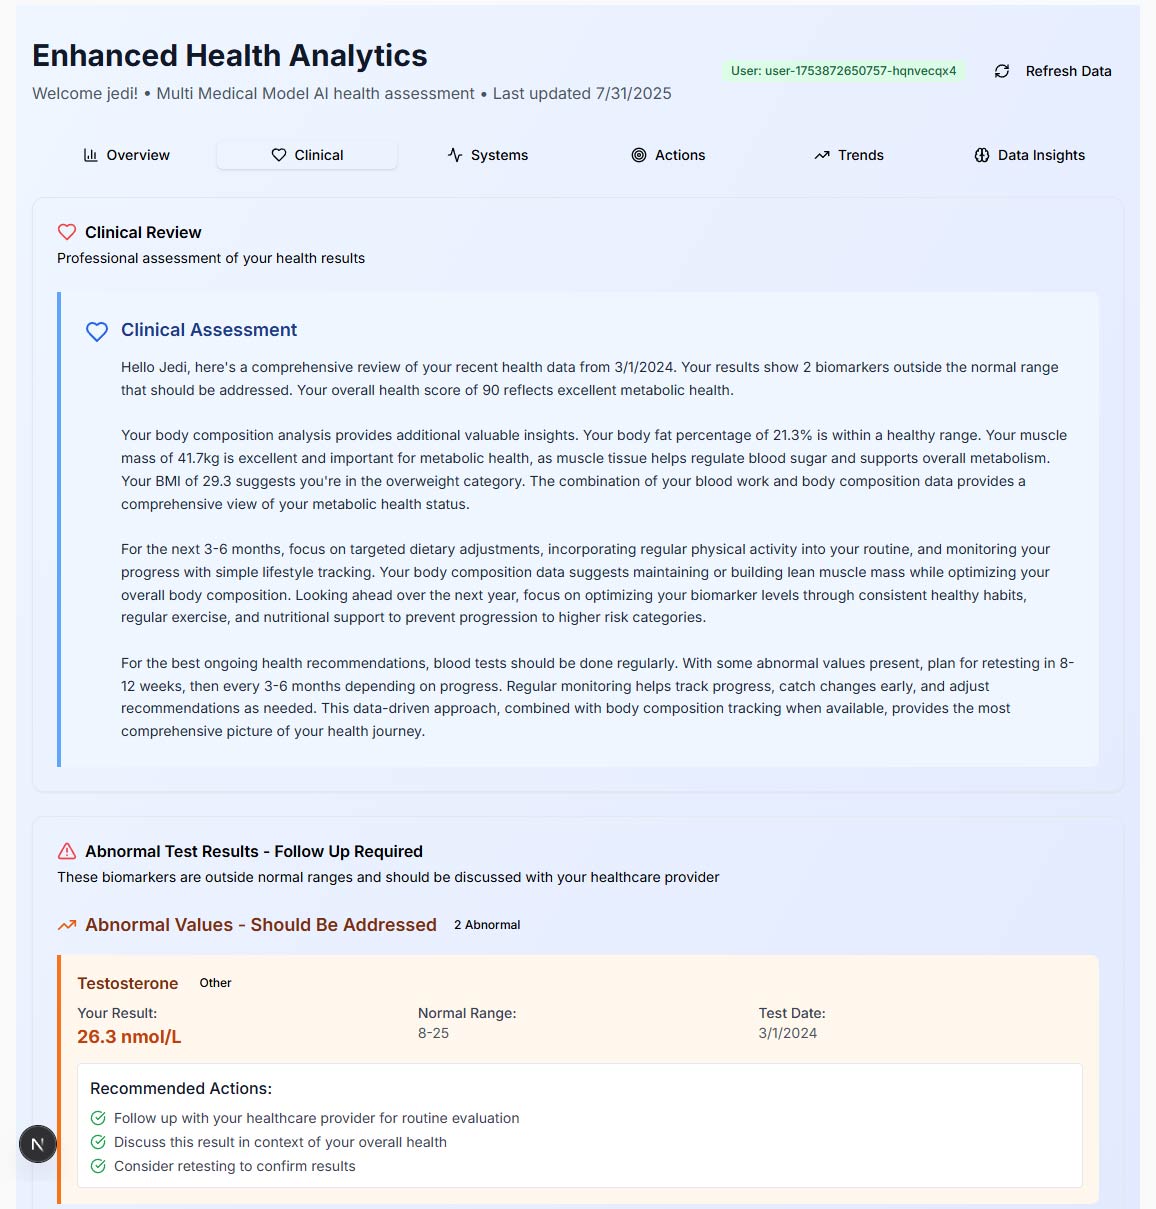 Enhanced Health Analytics
Welcome jedi! • Multi Medical Model AI health assessment • Last updated 7/31/2025
User: user-1753872650757-hqnvecqx4
Refresh Data
Overview
Clinical
Systems
Actions
Trends
Data Insights
Clinical Review
Professional assessment of your health results
Clinical Assessment
Hello Jedi, here's a comprehensive review of your recent health data from 3/1/2024. Your results show 2 biomarkers outside the normal range
that should be addressed. Your overall health score of 90 reflects excellent metabolic health.
Your body composition analysis provides additional valuable insights. Your body fat percentage of 21.3% is within a healthy range. Your muscle
mass of 41.7kg is excellent and important for metabolic health, as muscle tissue helps regulate blood sugar and supports overall metabolism.
Your BMI of 29.3 suggests you're in the overweight category. The combination of your blood work and body composition data provides a
comprehensive view of your metabolic health status.
For the next 3-6 months, focus on targeted dietary adjustments, incorporating regular physical activity into your routine, and monitoring your
progress with simple lifestyle tracking. Your body composition data suggests maintaining or building lean muscle mass while optimizing your
overall body composition. Looking ahead over the next year, focus on optimizing your biomarker levels through consistent healthy habits,
regular exercise, and nutritional support to prevent progression to higher risk categories.
For the best ongoing health recommendations, blood tests should be done regularly. With some abnormal values present, plan for retesting in 8-
12 weeks, then every 3-6 months depending on progress. Regular monitoring helps track progress, catch changes early, and adjust
recommendations as needed. This data-driven approach, combined with body composition tracking when available, provides the most
comprehensive picture of your health journey.
Abnormal Test Results - Follow Up Required
These biomarkers are outside normal ranges and should be discussed with your healthcare provider
Abnormal Values - Should Be Addressed
2 Abnormal
Testosterone
Other
Your Result:
26.3 nmol/L
Normal Range:
8-25
Test Date:
3/1/2024
Recommended Actions:
Follow up with your healthcare provider for routine evaluation
Discuss this result in context of your overall health
Consider retesting to confirm results
N